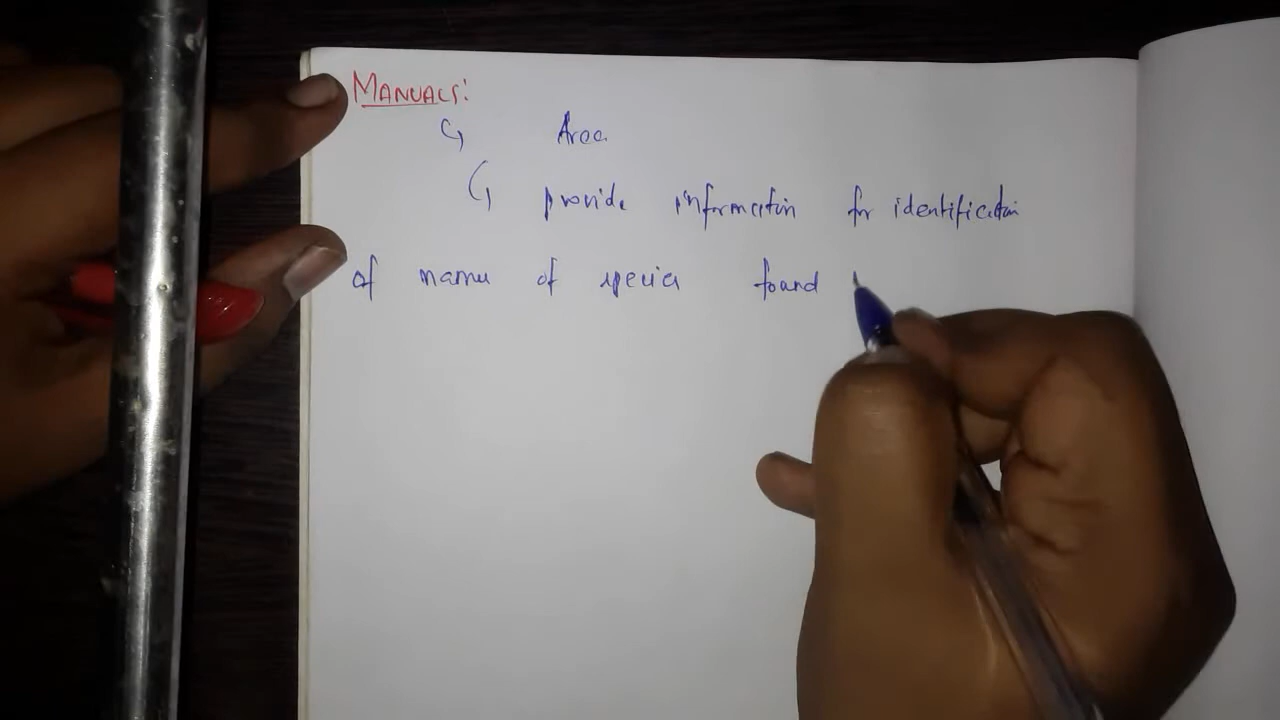 MANUALS:
Area
provide information for identification
of names of species found